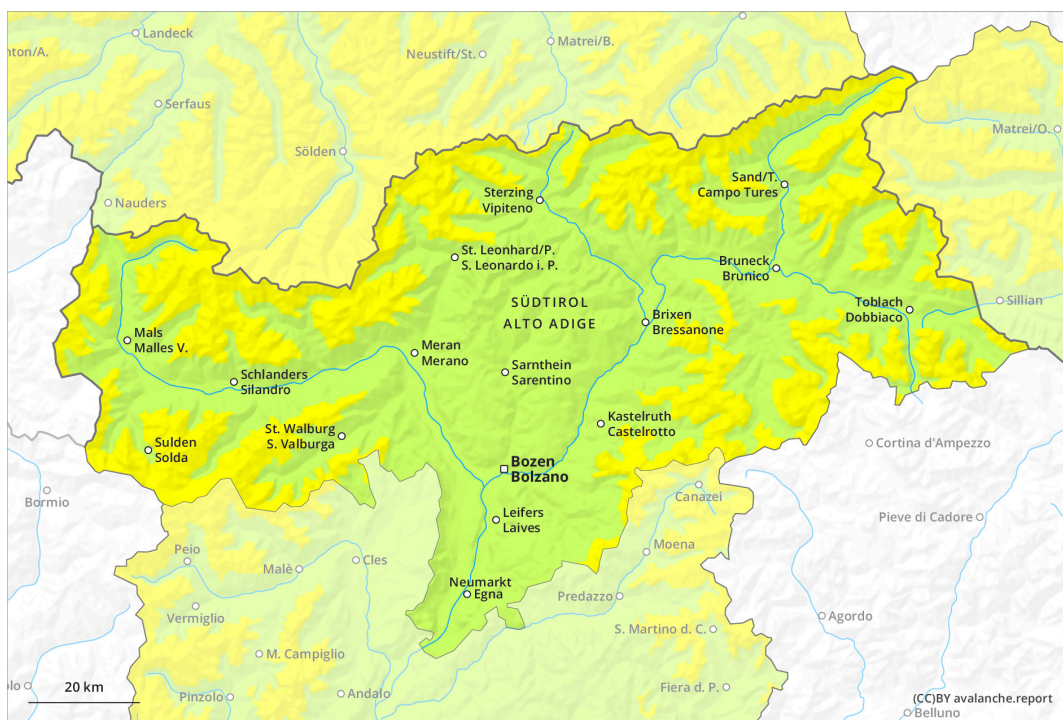 Landeck
Matrei/B.
nton/A.
Neustift/St.
Serfaus
Matrei/O.
Sölden
Sand/T.
Campo Tures
Nauders
Sterzing
Vipiteno
St. Leonhard/P.
S. Leonardo i. P.
Bruneck
Brunico
SÜDTIROL
ALTO ADIGE
Toblach
Dobbiaco
Sillian
Brixen
Bressanone
Mals
Malles V.
Meran
Merano
Sarnthein
Sarentino
Schlanders
Silandro
Kastelruth
Castelrotto
St. Walburg
S. Valburga
Sulden
Solda
Cortina d'Ampezzo
Bozen
Bolzano
Bormio
Canazei
Leifers
Laives
Pieve di Cadore
Peio
Cles
Moena
Malè
Neumarkt
Egna
Predazzo
Vermiglio
Agordo
S. Martino d. C.
M. Campiglio
20 km
olo
Pinzolo
Andalo
Fiera d. P.
(CC)BY avalanche.report
Belluno